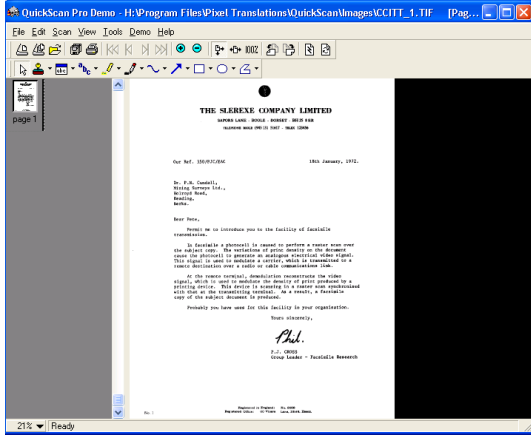 QuickScan Pro Demo - H:\Program Files\Pixel Translations\QuickScan\Images\CCITT_1.TIF [Pag...
File Edit Scan View Tools Demo Help
100%
abc
page 1
THE SLEREXE COMPANY LIMITED
SAPORS LANE - BOOLE - DORSET - BH25 8ER
TELEPHONE BOOLE (945 13) 51617 - TELEX 123456
Our Ref. 350/PJC/EAC 18th January, 1972.
Dr. P.N. Cundall,
Mining Surveys Ltd.,
Holroyd Road,
Reading,
Berks.
Dear Pete,
Permit me to introduce you to the facility of facsimile
transmission.
In facsimile a photocell is caused to perform a raster scan over
the subject copy. The variations of print density on the document
cause the photocell to generate an analogous electrical video signal.
This signal is used to modulate a carrier, which is transmitted to a
remote destination over a radio or cable communications link.
At the remote terminal, demodulation reconstructs the video
signal, which is used to modulate the density of print produced by a
printing device. This device is scanning in a raster scan synchronised
with that at the transmitting terminal. As a result, a facsimile
copy of the subject document is produced.
Probably you have uses for this facility in your organisation.
Yours sincerely,
Phil.
P.J. CROSS
Group Leader - Facsimile Research
Registered in England:
Registered Office:
21% Ready